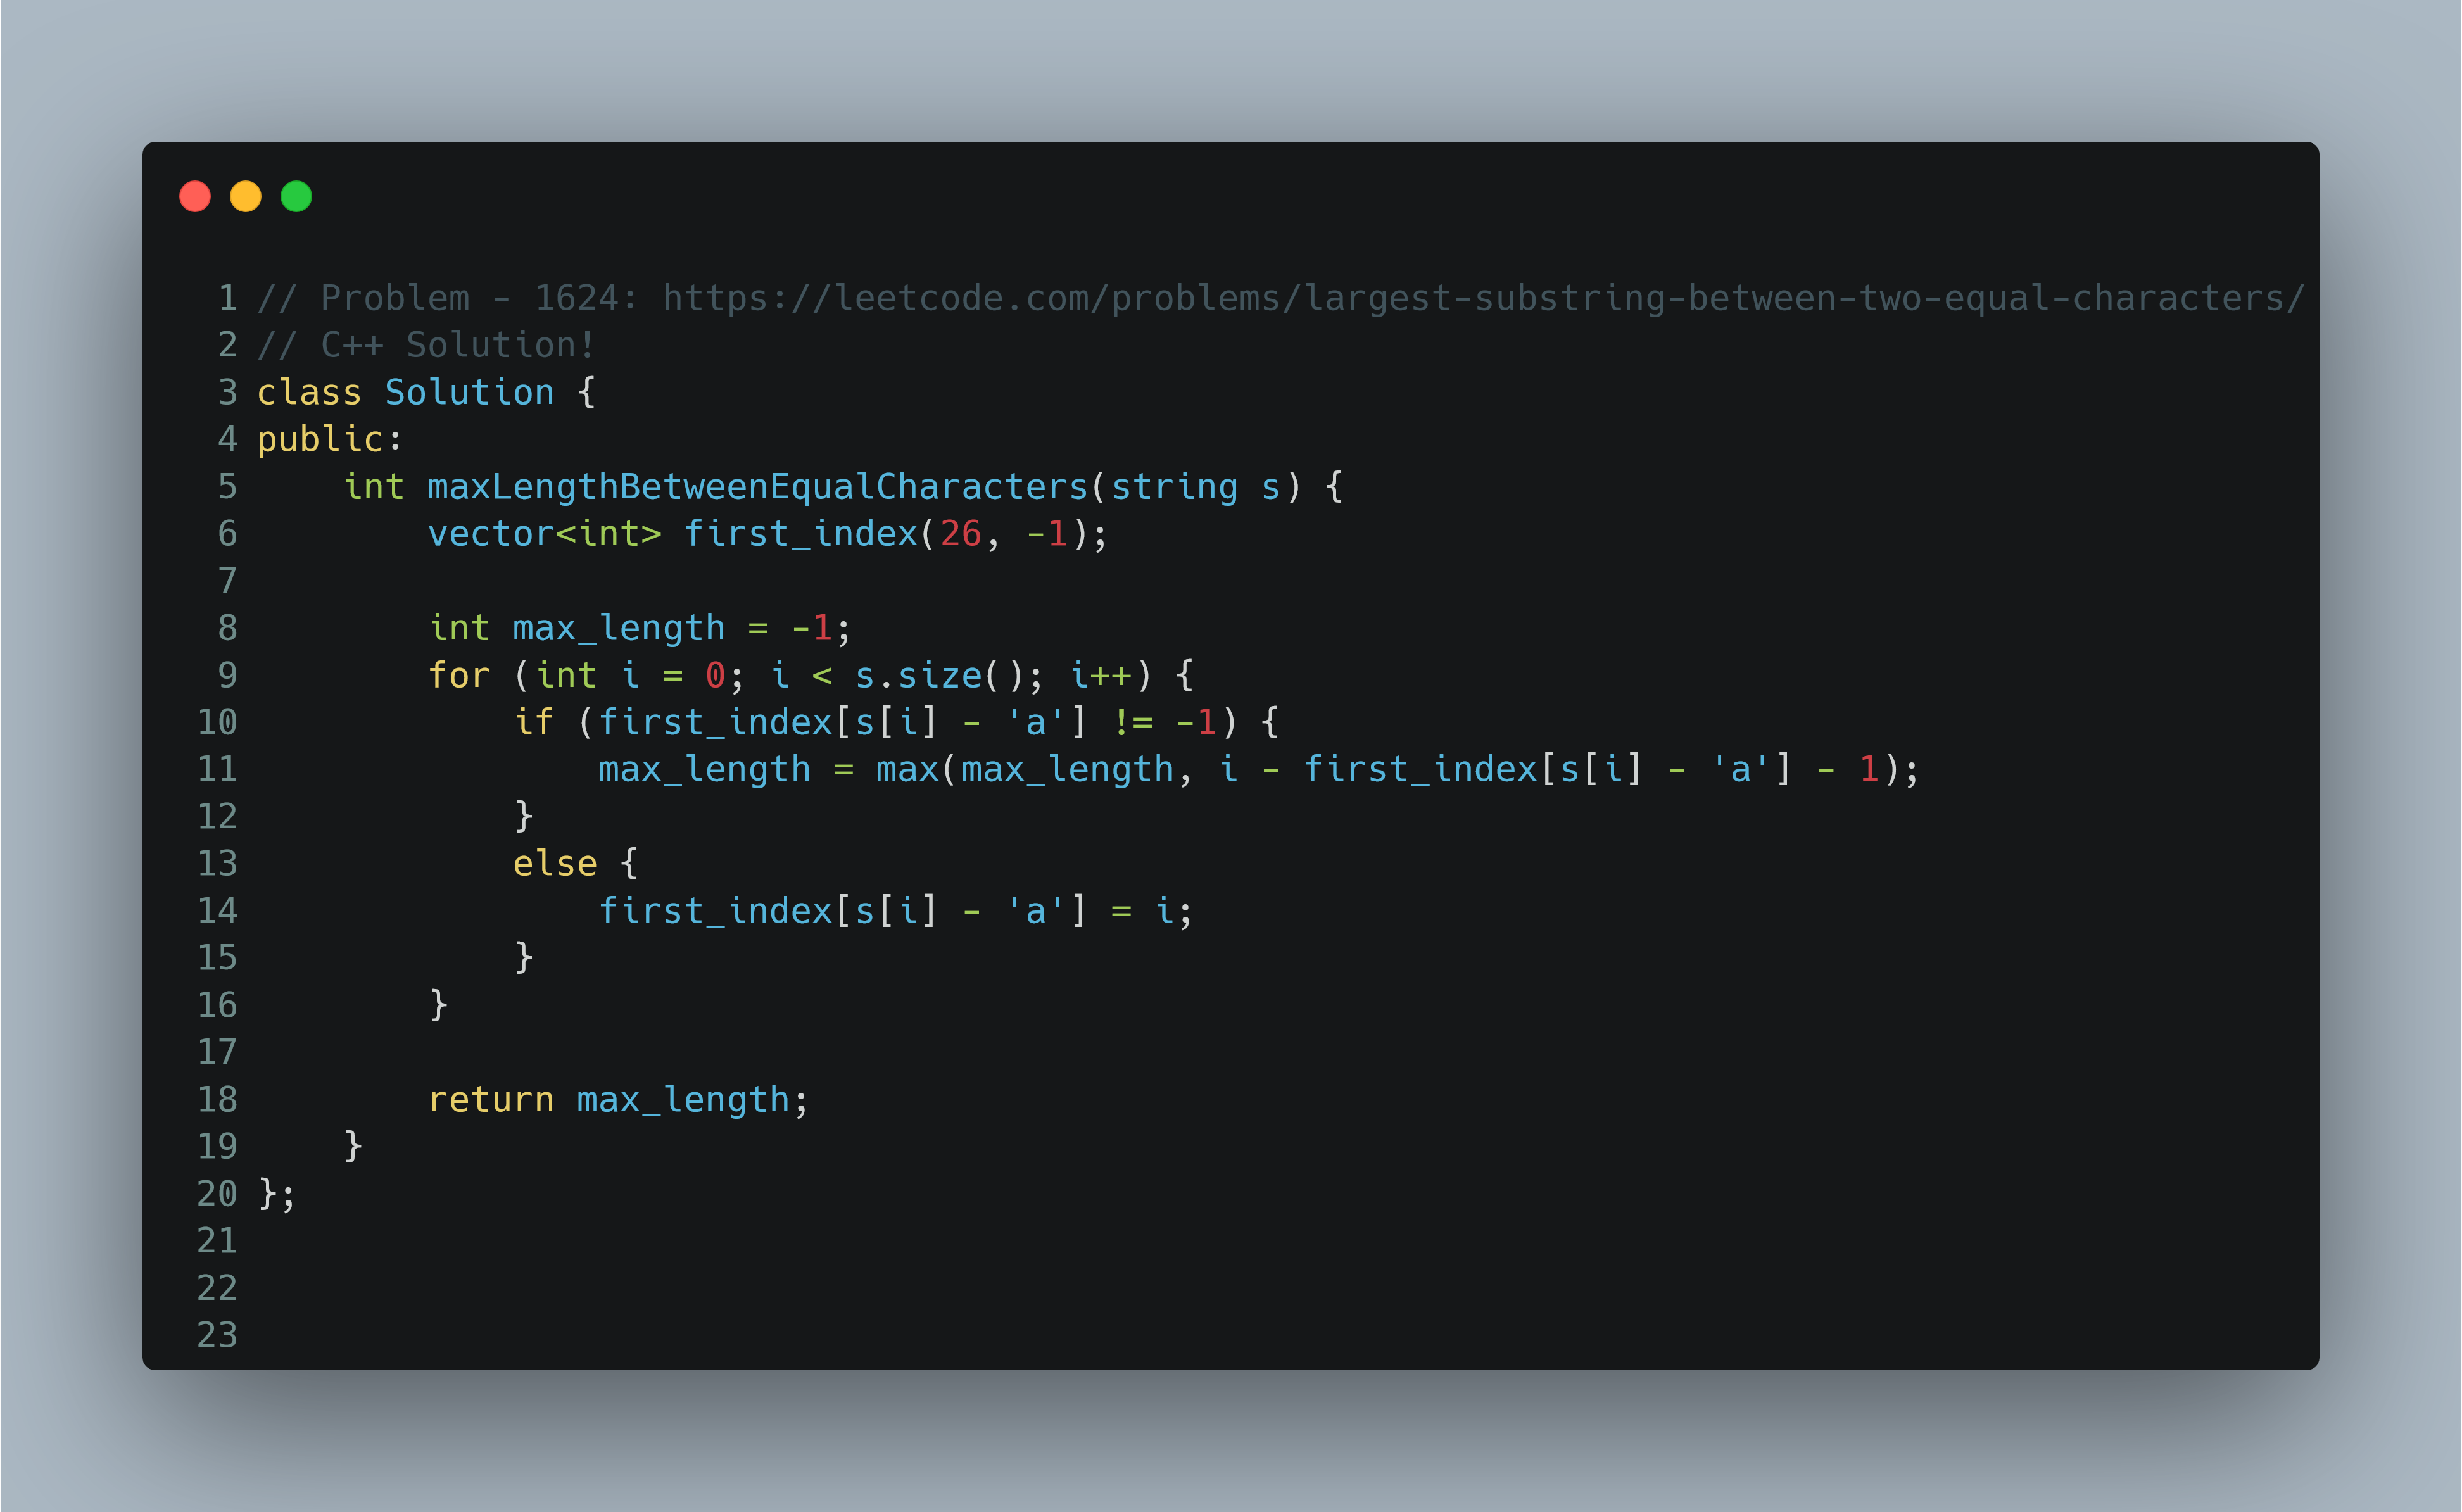 1 // Problem - 1624: https://leetcode.com/problems/largest-substring-between-two-equal-characters/
2 // C++ Solution!
3 class Solution {
4 public:
5     int maxLengthBetweenEqualCharacters(string s) {
6         vector<int> first_index(26, -1);
7
8         int max_length = -1;
9         for (int i = 0; i < s.size(); i++) {
10             if (first_index[s[i] - 'a'] != -1) {
11                 max_length = max(max_length, i - first_index[s[i] - 'a'] - 1);
12             }
13             else {
14                 first_index[s[i] - 'a'] = i;
15             }
16         }
17
18         return max_length;
19     }
20 };
21
22
23